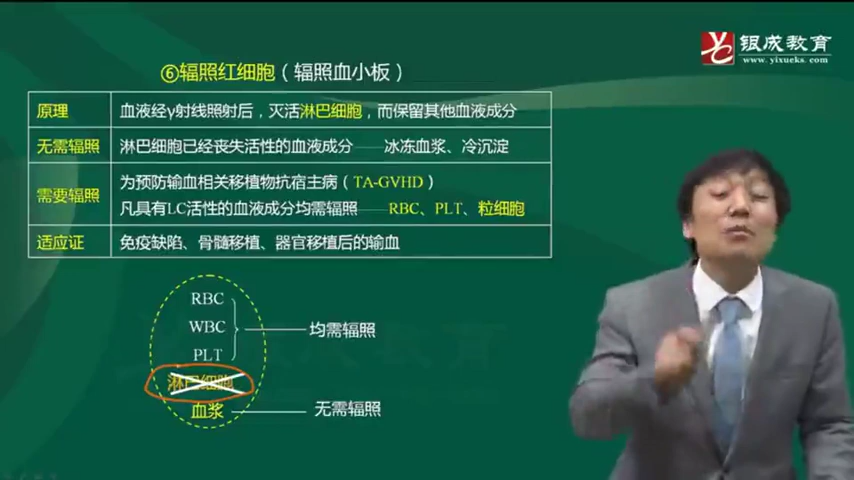 银成教育
www.yixueks.com
⑥辐照红细胞（辐照血小板）
原理 血液经γ射线照射后，灭活淋巴细胞，而保留其他血液成分
无需辐照 淋巴细胞已经丧失活性的血液成分——冰冻血浆、冷沉淀
需要辐照 为预防输血相关移植物抗宿主病（TA-GVHD）
凡具有LC活性的血液成分均需辐照——RBC、PLT、粒细胞
适应证 免疫缺陷、骨髓移植、器官移植后的输血
RBC
WBC 均需辐照
PLT
淋巴细胞
血浆 无需辐照